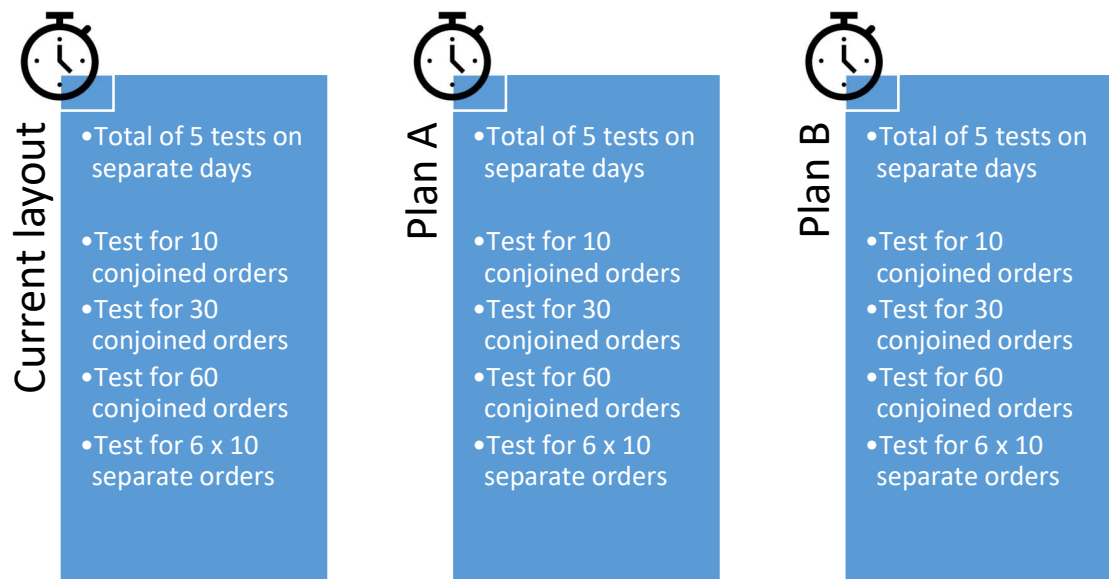 Current layout
•Total of 5 tests on
separate days
•Test for 10
conjoined orders
•Test for 30
conjoined orders
•Test for 60
conjoined orders
•Test for 6 x 10
separate orders
Plan A
•Total of 5 tests on
separate days
•Test for 10
conjoined orders
•Test for 30
conjoined orders
•Test for 60
conjoined orders
•Test for 6 x 10
separate orders
Plan B
•Total of 5 tests on
separate days
•Test for 10
conjoined orders
•Test for 30
conjoined orders
•Test for 60
conjoined orders
•Test for 6 x 10
separate orders